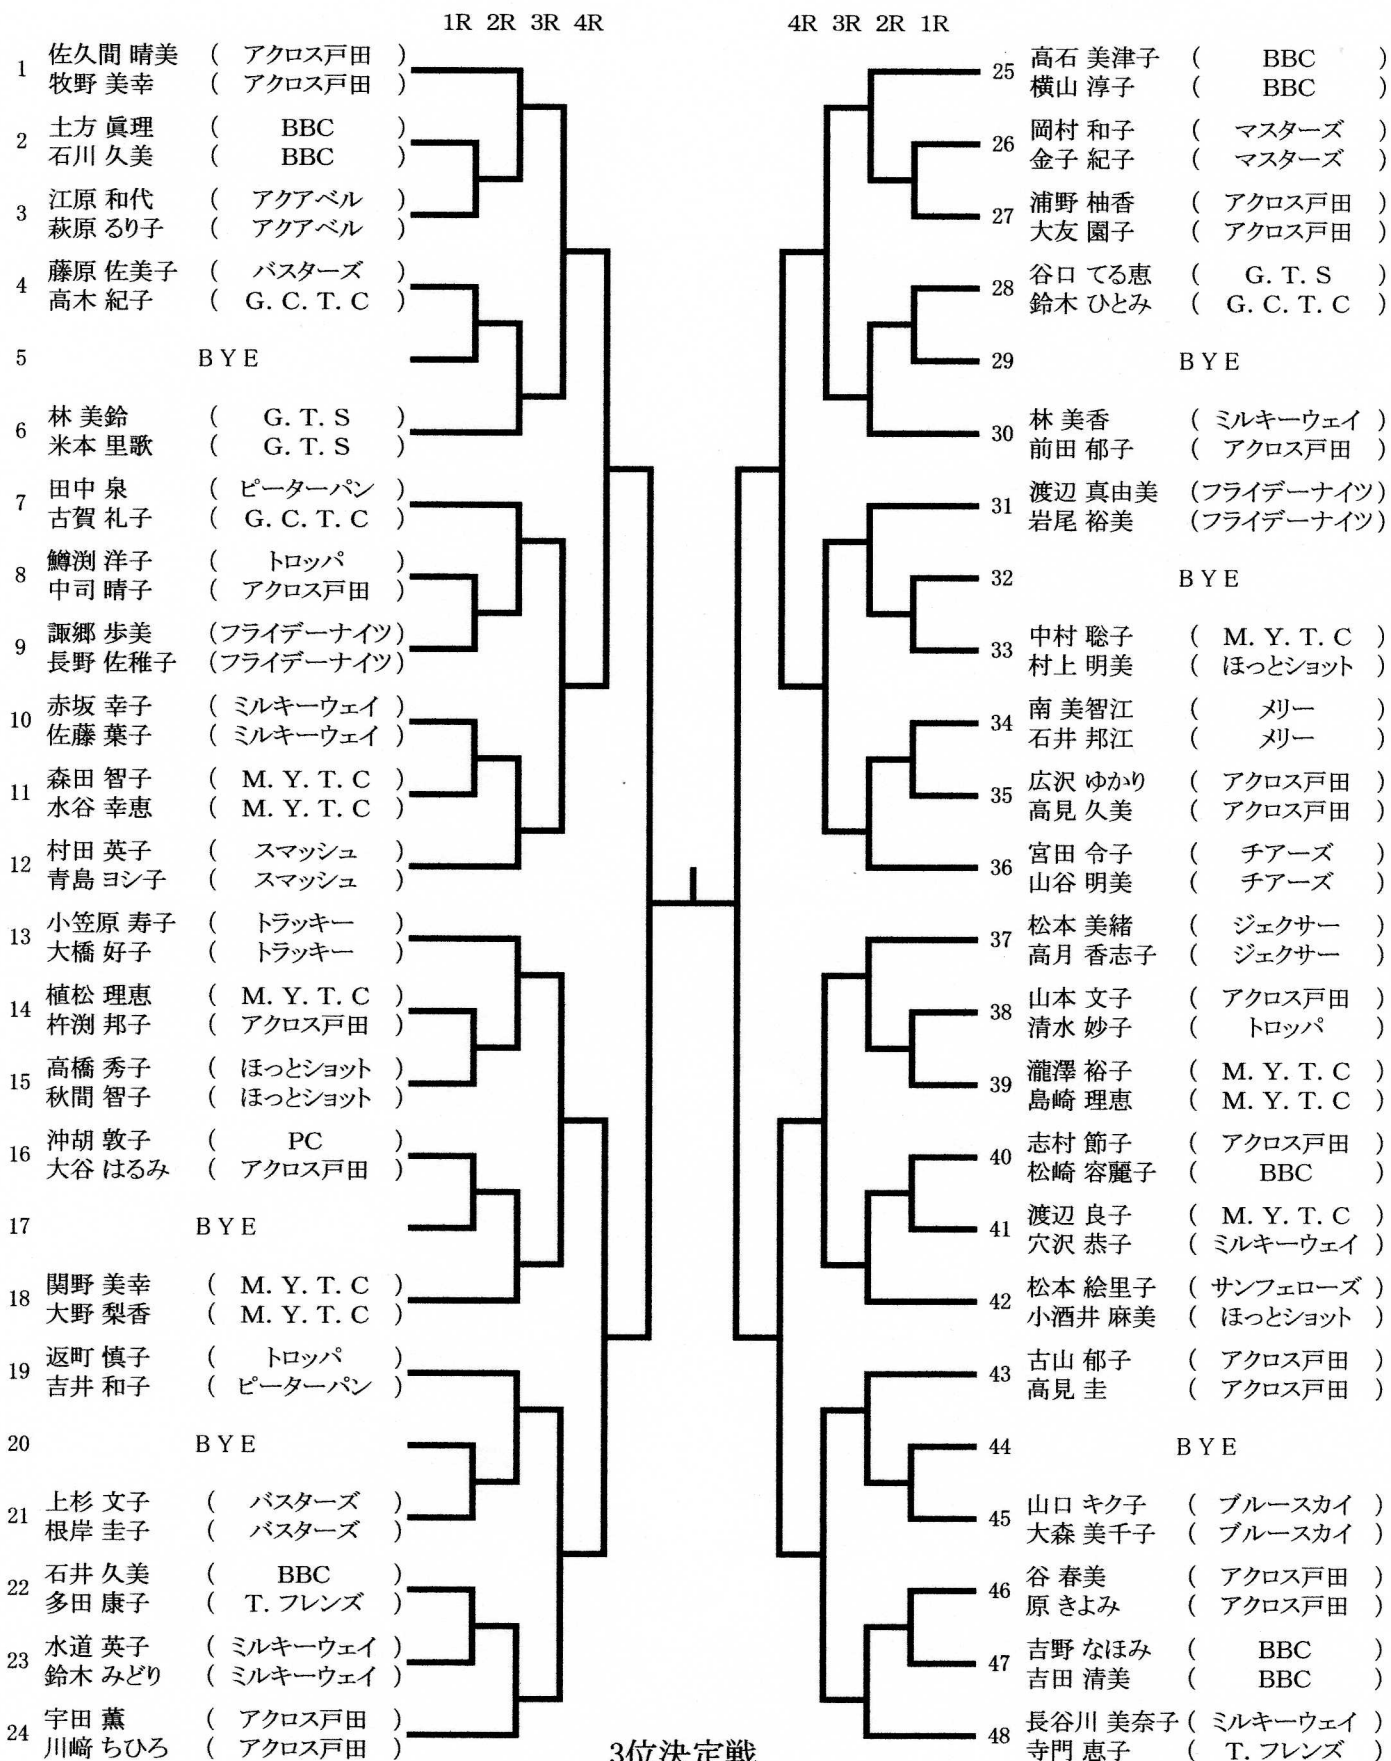 1R 2R 3R 4R
1 佐久間 晴美 ( アクロス戸田 )
牧野 美幸 ( アクロス戸田 )
2 土方 眞理 ( BBC )
石川 久美 ( BBC )
3 江原 和代 ( アクアベル )
萩原 るり子 ( アクアベル )
4 藤原 佐美子 ( バスターズ )
高木 紀子 ( G. C. T. C )
5 BYE
6 林 美鈴 ( G. T. S )
米本 里歌 ( G. T. S )
7 田中 泉 ( ピーターパン )
古賀 礼子 ( G. C. T. C )
8 鱒渕 洋子 ( トロッパ )
中司 晴子 ( アクロス戸田 )
9 諏郷 歩美 (フライデーナイツ)
長野 佐稚子 (フライデーナイツ)
10 赤坂 幸子 ( ミルキーウェイ )
佐藤 葉子 ( ミルキーウェイ )
11 森田 智子 ( M. Y. T. C )
水谷 幸恵 ( M. Y. T. C )
12 村田 英子 ( スマッシュ )
青島 ヨシ子 ( スマッシュ )
13 小笠原 寿子 ( トラッキー )
大橋 好子 ( トラッキー )
14 植松 理恵 ( M. Y. T. C )
杵渕 邦子 ( アクロス戸田 )
15 高橋 秀子 ( ほっとショット )
秋間 智子 ( ほっとショット )
16 沖胡 敦子 ( PC )
大谷 はるみ ( アクロス戸田 )
17 BYE
18 関野 美幸 ( M. Y. T. C )
大野 梨香 ( M. Y. T. C )
19 返町 慎子 ( トロッパ )
吉井 和子 ( ピーターパン )
20 BYE
21 上杉 文子 ( バスターズ )
根岸 圭子 ( バスターズ )
22 石井 久美 ( BBC )
多田 康子 ( T. フレンズ )
23 水道 英子 ( ミルキーウェイ )
鈴木 みどり ( ミルキーウェイ )
24 宇田 薫 ( アクロス戸田 )
川﨑 ちひろ ( アクロス戸田 )
4R 3R 2R 1R
25 高石 美津子 ( BBC )
横山 淳子 ( BBC )
26 岡村 和子 ( マスターズ )
金子 紀子 ( マスターズ )
27 浦野 柚香 ( アクロス戸田 )
大友 園子 ( アクロス戸田 )
28 谷口 てる恵 ( G. T. S )
鈴木 ひとみ ( G. C. T. C )
29 BYE
30 林 美香 ( ミルキーウェイ )
前田 郁子 ( アクロス戸田 )
31 渡辺 真由美 (フライデーナイツ)
岩尾 裕美 (フライデーナイツ)
32 BYE
33 中村 聡子 ( M. Y. T. C )
村上 明美 ( ほっとショット )
34 南 美智江 ( メリー )
石井 邦江 ( メリー )
35 広沢 ゆかり ( アクロス戸田 )
高見 久美 ( アクロス戸田 )
36 宮田 令子 ( チアーズ )
山谷 明美 ( チアーズ )
37 松本 美緒 ( ジェクサー )
高月 香志子 ( ジェクサー )
38 山本 文子 ( アクロス戸田 )
清水 妙子 ( トロッパ )
39 瀧澤 裕子 ( M. Y. T. C )
島崎 理恵 ( M. Y. T. C )
40 志村 節子 ( アクロス戸田 )
松崎 容麗子 ( BBC )
41 渡辺 良子 ( M. Y. T. C )
穴沢 恭子 ( ミルキーウェイ )
42 松本 絵里子 ( サンフェローズ )
小酒井 麻美 ( ほっとショット )
43 古山 郁子 ( アクロス戸田 )
高見 圭 ( アクロス戸田 )
44 BYE
45 山口 キク子 ( ブルースカイ )
大森 美千子 ( ブルースカイ )
46 谷 春美 ( アクロス戸田 )
原 きよみ ( アクロス戸田 )
47 吉野 なほみ ( BBC )
吉田 清美 ( BBC )
48 長谷川 美奈子 ( ミルキーウェイ )
寺門 恵子 ( T. フレンズ )
3位決定戦